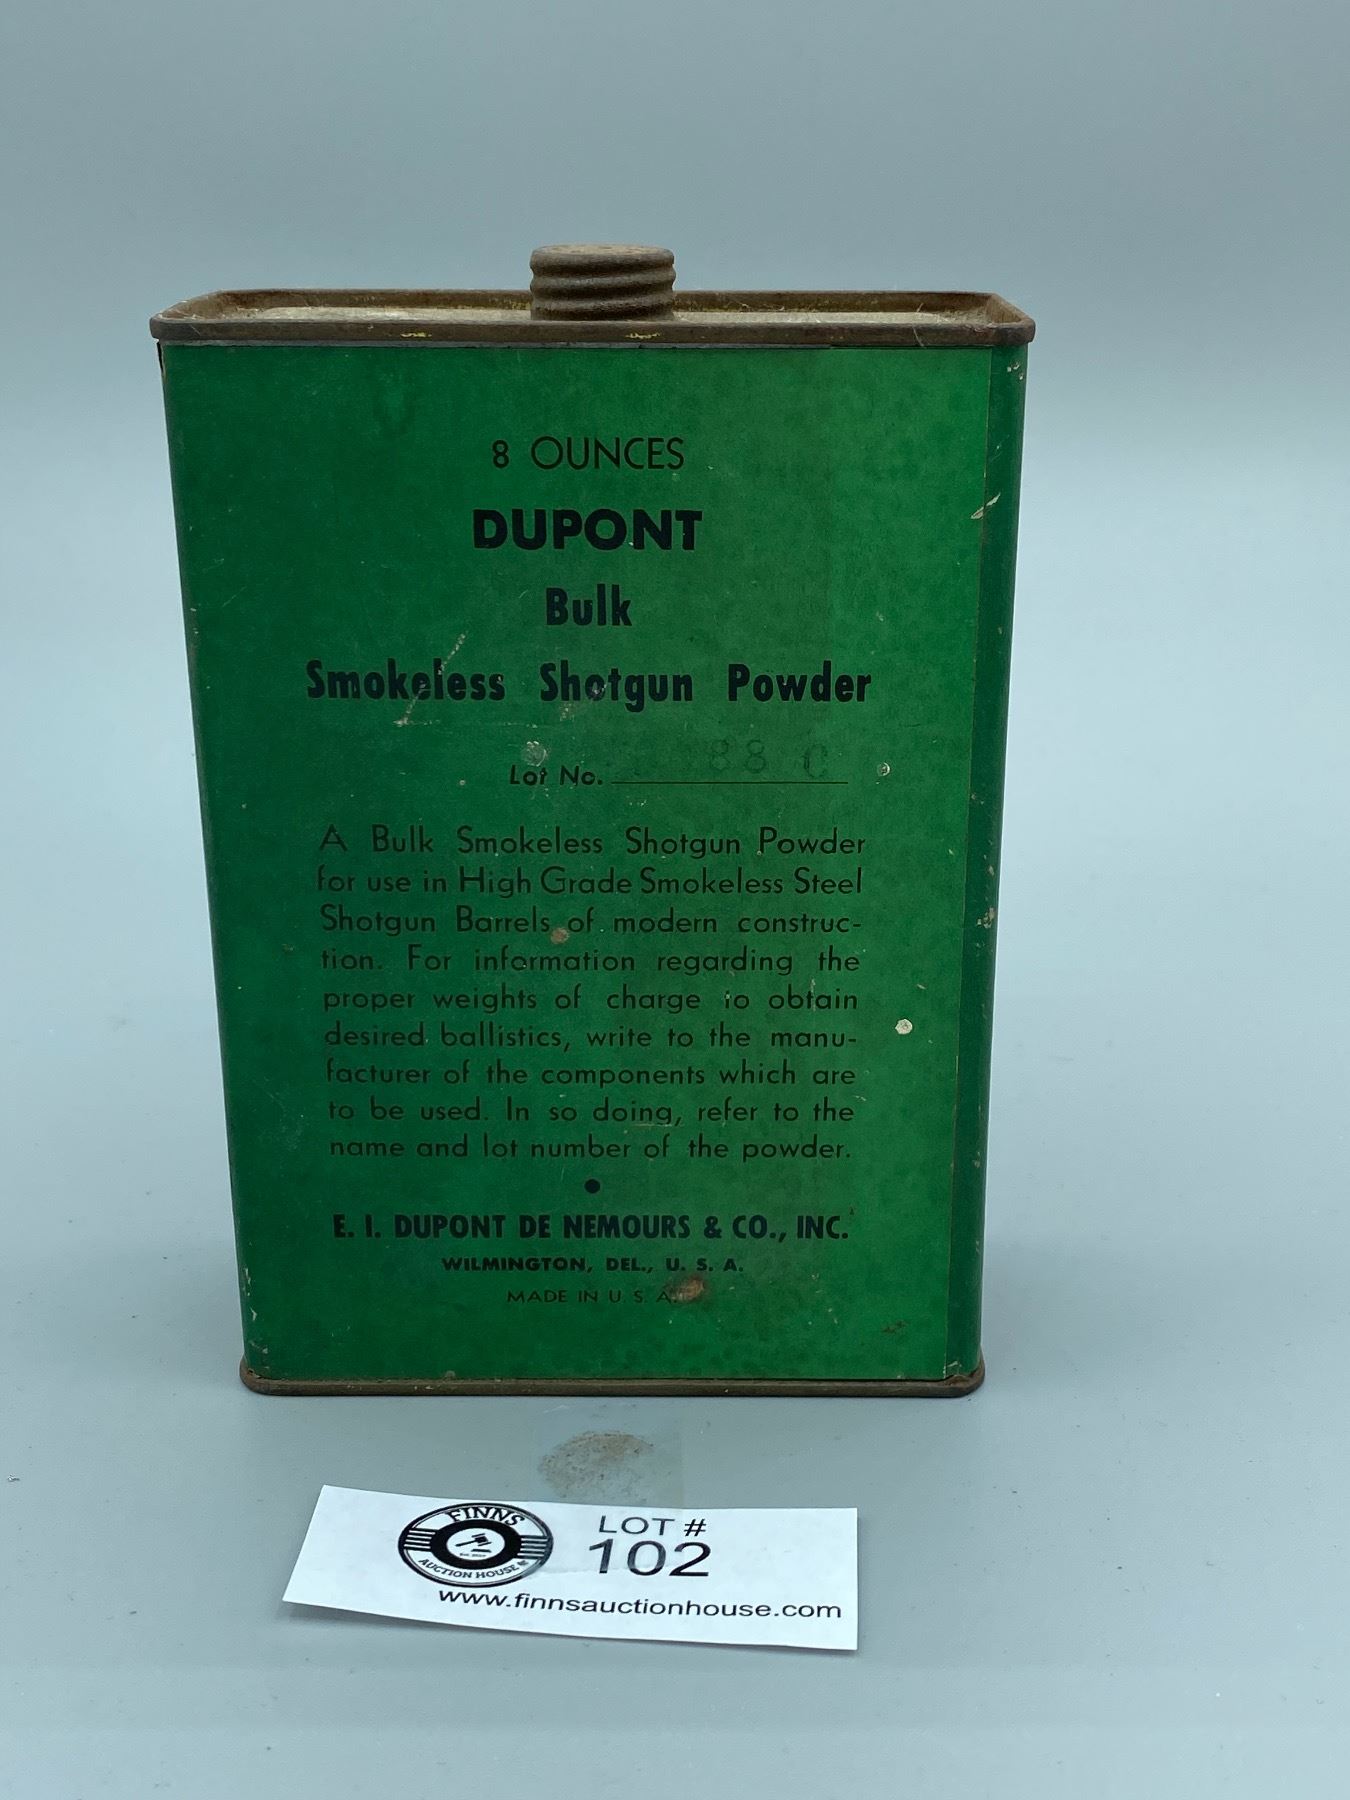 8 OUNCES
DUPONT
Bulk
Smokeless Shotgun Powder
Lot No. 88 C
A Bulk Smokeless Shotgun Powder
for use in High Grade Smokeless Steel
Shotgun Barrels of modern construc-
tion. For information regarding the
proper weights of charge to obtain
desired ballistics, write to the manu-
facturer of the components which are
to be used. In so doing, refer to the
name and lot number of the powder.
E. I. DUPONT DE NEMOURS & CO., INC.
WILMINGTON, DEL., U. S. A.
MADE IN U. S. A.
FINNS
AUCTION HOUSE
LOT #
102
www.finnsauctionhouse.com